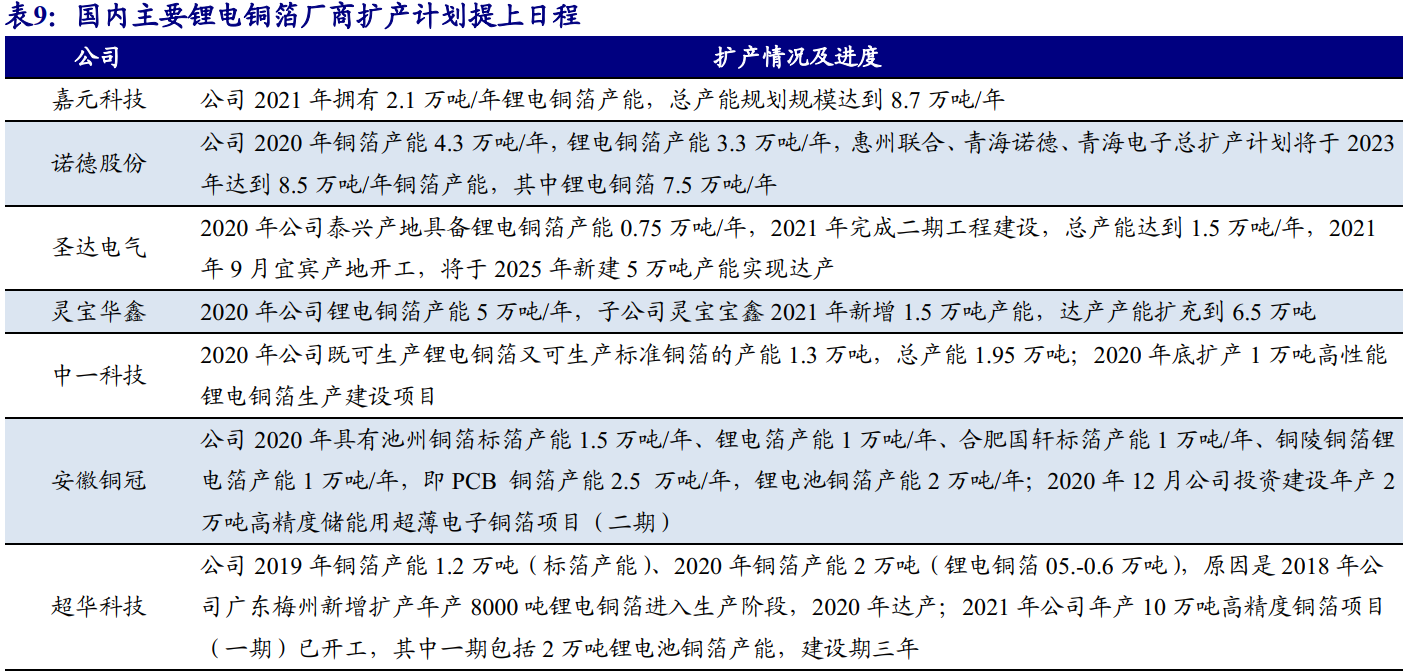 表9：国内主要锂电铜箔厂商扩产计划提上日程
公司 扩产情况及进度
嘉元科技 公司 2021 年拥有 2.1 万吨/年锂电铜箔产能，总产能规划规模达到 8.7 万吨/年
诺德股份 公司 2020 年铜箔产能 4.3 万吨/年，锂电铜箔产能 3.3 万吨/年，惠州联合、青海诺德、青海电子总扩产计划将于 2023
年达到 8.5 万吨/年铜箔产能，其中锂电铜箔 7.5 万吨/年
圣达电气 2020 年公司泰兴产地具备锂电铜箔产能 0.75 万吨/年，2021 年完成二期工程建设，总产能达到 1.5 万吨/年，2021
年 9 月宜宾产地开工，将于 2025 年新建 5 万吨产能实现达产
灵宝华鑫 2020 年公司锂电铜箔产能 5 万吨/年，子公司灵宝宝鑫 2021 年新增 1.5 万吨产能，达产产能扩充到 6.5 万吨
中一科技 2020 年公司既可生产锂电铜箔又可生产标准铜箔的产能 1.3 万吨，总产能 1.95 万吨；2020 年底扩产 1 万吨高性能
锂电铜箔生产建设项目
安徽铜冠 公司 2020 年具有池州铜箔标箔产能 1.5 万吨/年、锂电箔产能 1 万吨/年、合肥国轩标箔产能 1 万吨/年、铜陵铜箔锂
电箔产能 1 万吨/年，即 PCB 铜箔产能 2.5 万吨/年，锂电池铜箔产能 2 万吨/年；2020 年 12 月公司投资建设年产 2
万吨高精度储能用超薄电子铜箔项目（二期）
超华科技 公司 2019 年铜箔产能 1.2 万吨（标箔产能）、2020 年铜箔产能 2 万吨（锂电铜箔 05.-0.6 万吨），原因是 2018 年公
司广东梅州新增扩产年产 8000 吨锂电铜箔进入生产阶段，2020 年达产；2021 年公司年产 10 万吨高精度铜箔项目
（一期）已开工，其中一期包括 2 万吨锂电池铜箔产能，建设期三年